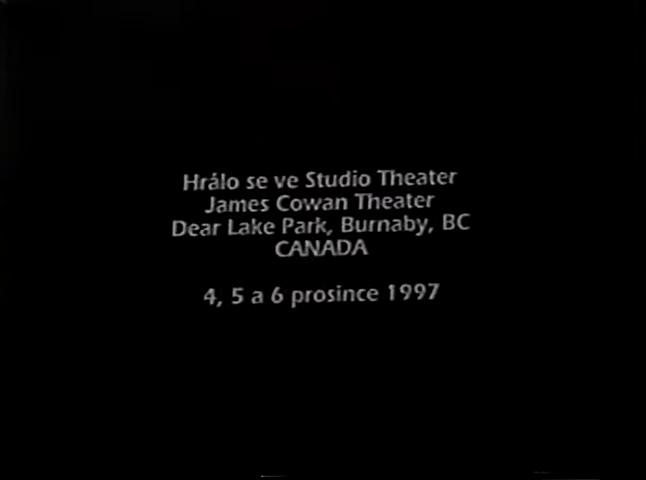 Hrálo se ve Studio Theater
James Cowan Theater
Dear Lake Park, Burnaby, BC
CANADA
4, 5 a 6 prosince 1997